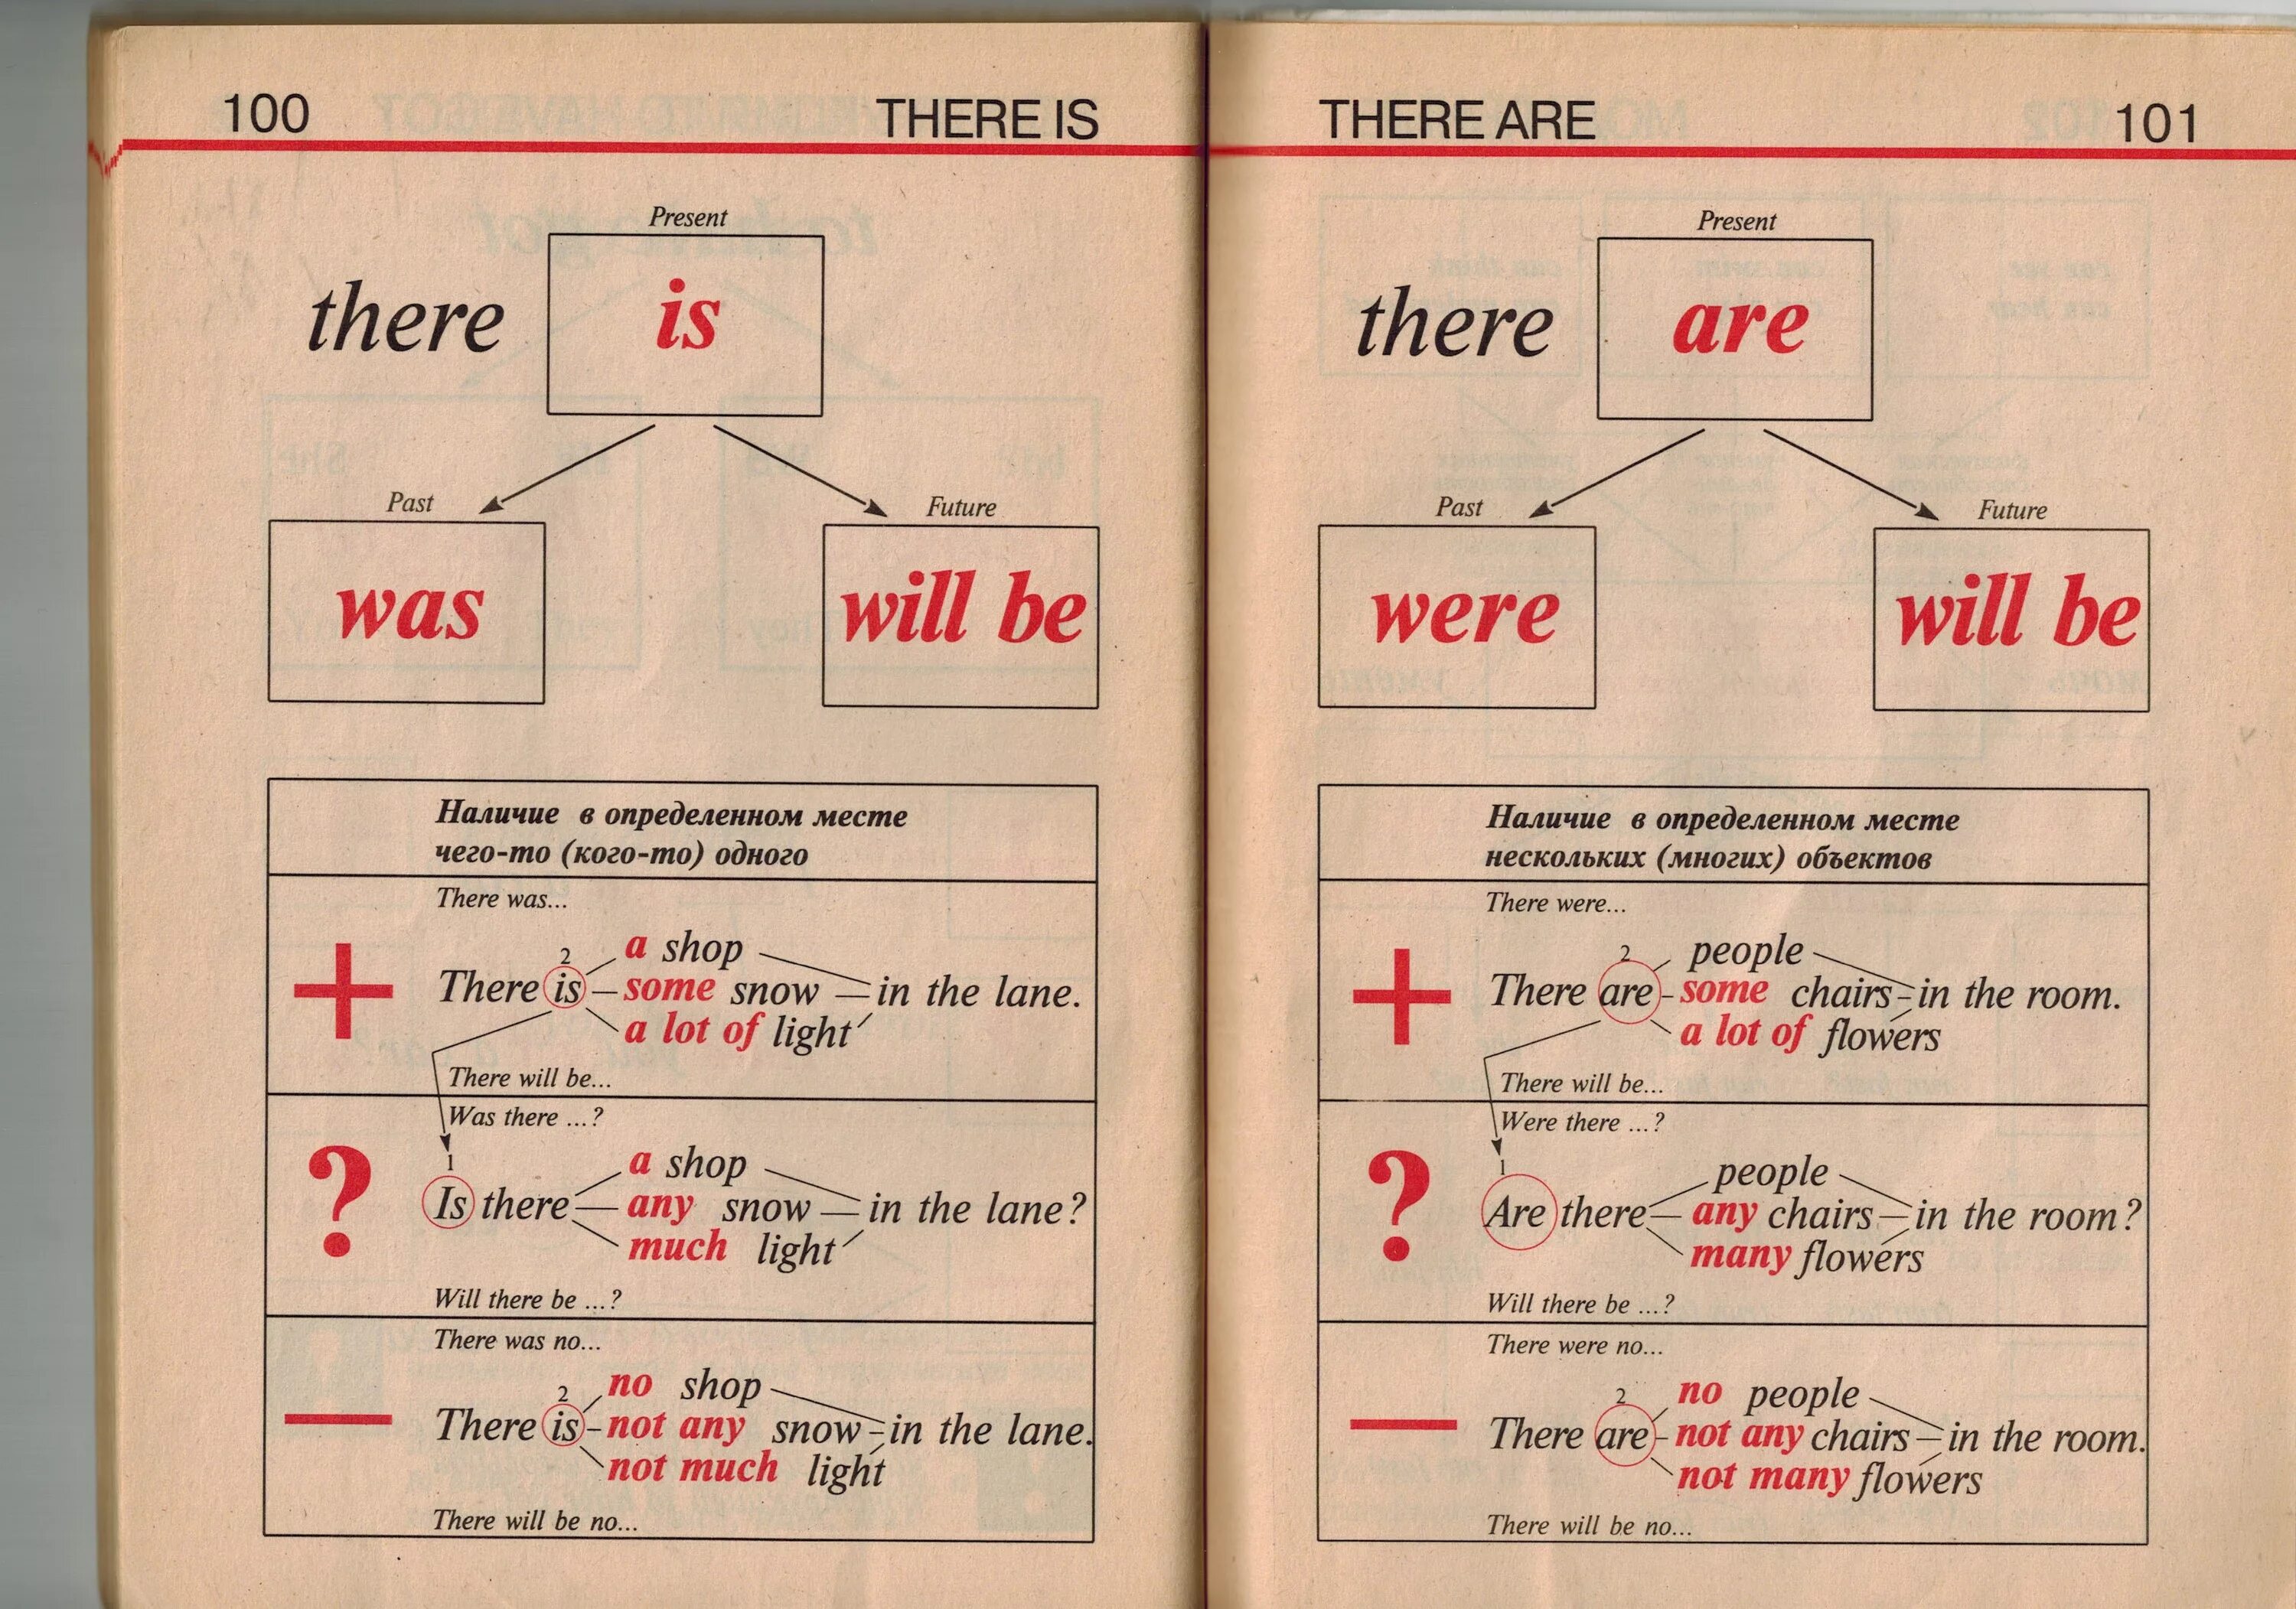 100 THERE IS
Present
there is
Past
Future
was
will be
Наличие в определенном месте
чего-то (кого-то) одного
There was...
2
a shop
+ There is – some snow – in the lane.
a lot of light
There will be...
Was there ...?
1
a shop
? Is there – any snow – in the lane?
much light
Will there be ...?
There was no...
2
no shop
– There is - not any snow - in the lane.
not much light
There will be no...
THERE ARE 101
Present
there are
Past
Future
were
will be
Наличие в определенном месте
нескольких (многих) объектов
There were...
2
people
+ There are - some chairs - in the room.
a lot of flowers
There will be...
Were there ...?
1
people
? Are there – any chairs – in the room?
many flowers
Will there be ...?
There were no...
2
no people
– There are - not any chairs – in the room.
not many flowers
There will be no...